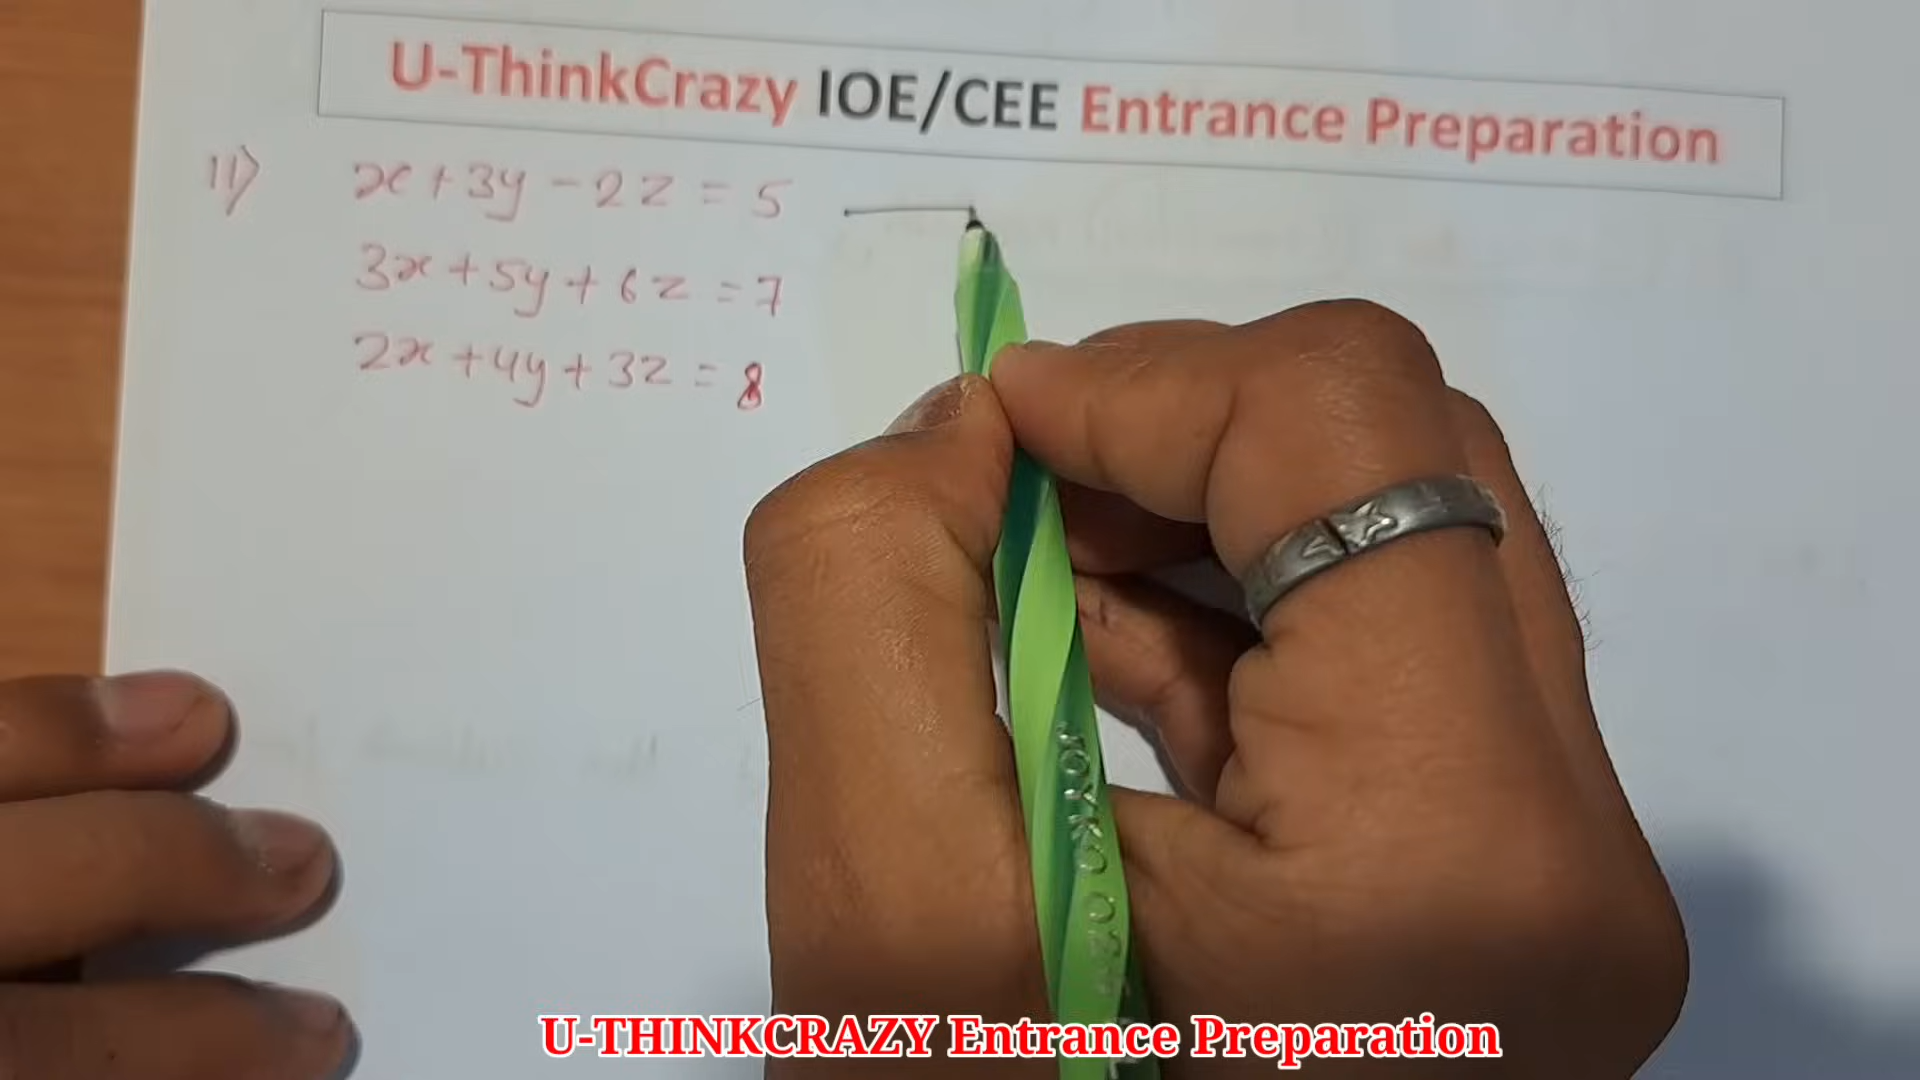 U-ThinkCrazy IOE/CEE Entrance Preparation
11) x + 3y - 2z = 5
3x + 5y + 6z = 7
2x + 4y + 3z = 8
JOYKO
U-THINKCRAZY Entrance Preparation